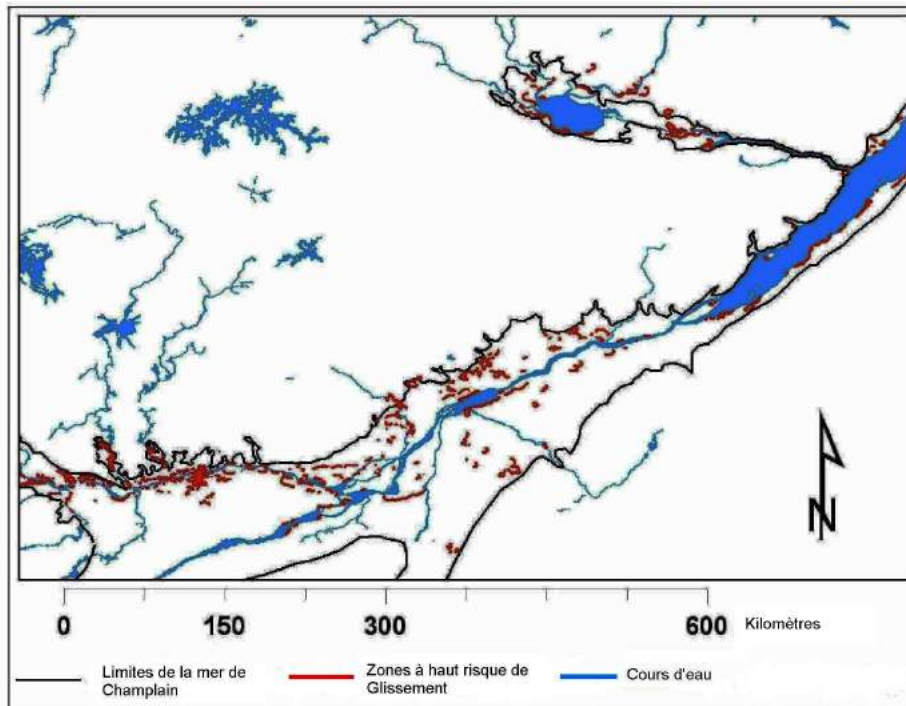 N
0 150 300 600 Kilomètres
Limites de la mer de
Champlain
Zones à haut risque de
Glissement
Cours d'eau